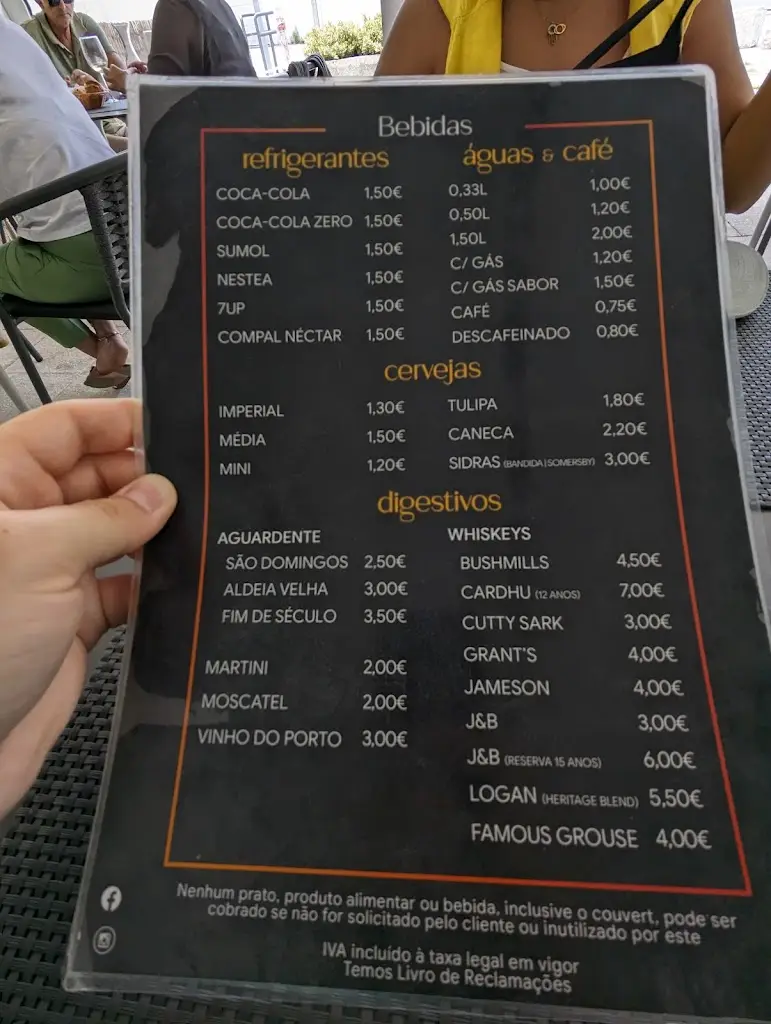 Bebidas
refrigerantes
COCA-COLA 1,50€
COCA-COLA ZERO 1,50€
SUMOL 1,50€
NESTEA 1,50€
7UP 1,50€
COMPAL NÉCTAR 1,50€
águas & café
0,33L 1,00€
0,50L 1,20€
1,50L 2,00€
C/ GÁS 1,20€
C/ GÁS SABOR 1,50€
CAFÉ 0,75€
DESCAFEINADO 0,80€
cervejas
IMPERIAL 1,30€
MÉDIA 1,50€
MINI 1,20€
TULIPA 1,80€
CANECA 2,20€
SIDRAS (BANDIDA|SOMERSBY) 3,00€
digestivos
AGUARDENTE
SÃO DOMINGOS 2,50€
ALDEIA VELHA 3,00€
FIM DE SÉCULO 3,50€
MARTINI 2,00€
MOSCATEL 2,00€
VINHO DO PORTO 3,00€
WHISKEYS
BUSHMILLS 4,50€
CARDHU (12 ANOS) 7,00€
CUTTY SARK 3,00€
GRANT'S 4,00€
JAMESON 4,00€
J&B 3,00€
J&B (RESERVA 15 ANOS) 6,00€
LOGAN (HERITAGE BLEND) 5,50€
FAMOUS GROUSE 4,00€
Nenhum prato, produto alimentar ou bebida, inclusive o couvert, pode ser
cobrado se não for solicitado pelo cliente ou inutilizado por este
IVA incluído à taxa legal em vigor
Temos Livro de Reclamações